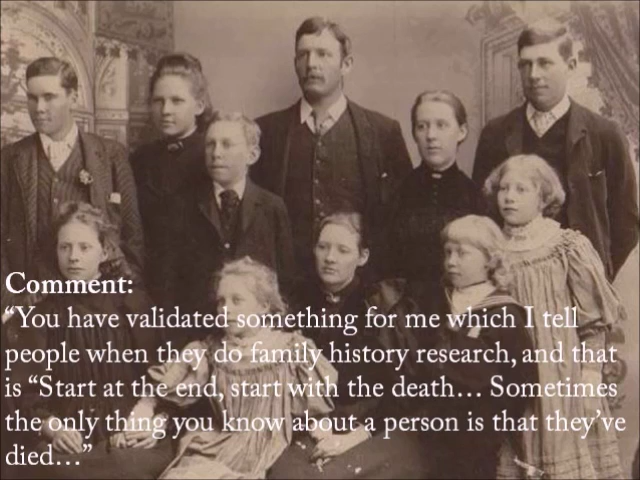 Comment:
“You have validated something for me which I tell
people when they do family history research, and that
is “Start at the end, start with the death… Sometimes
the only thing you know about a person is that they’ve
died…”